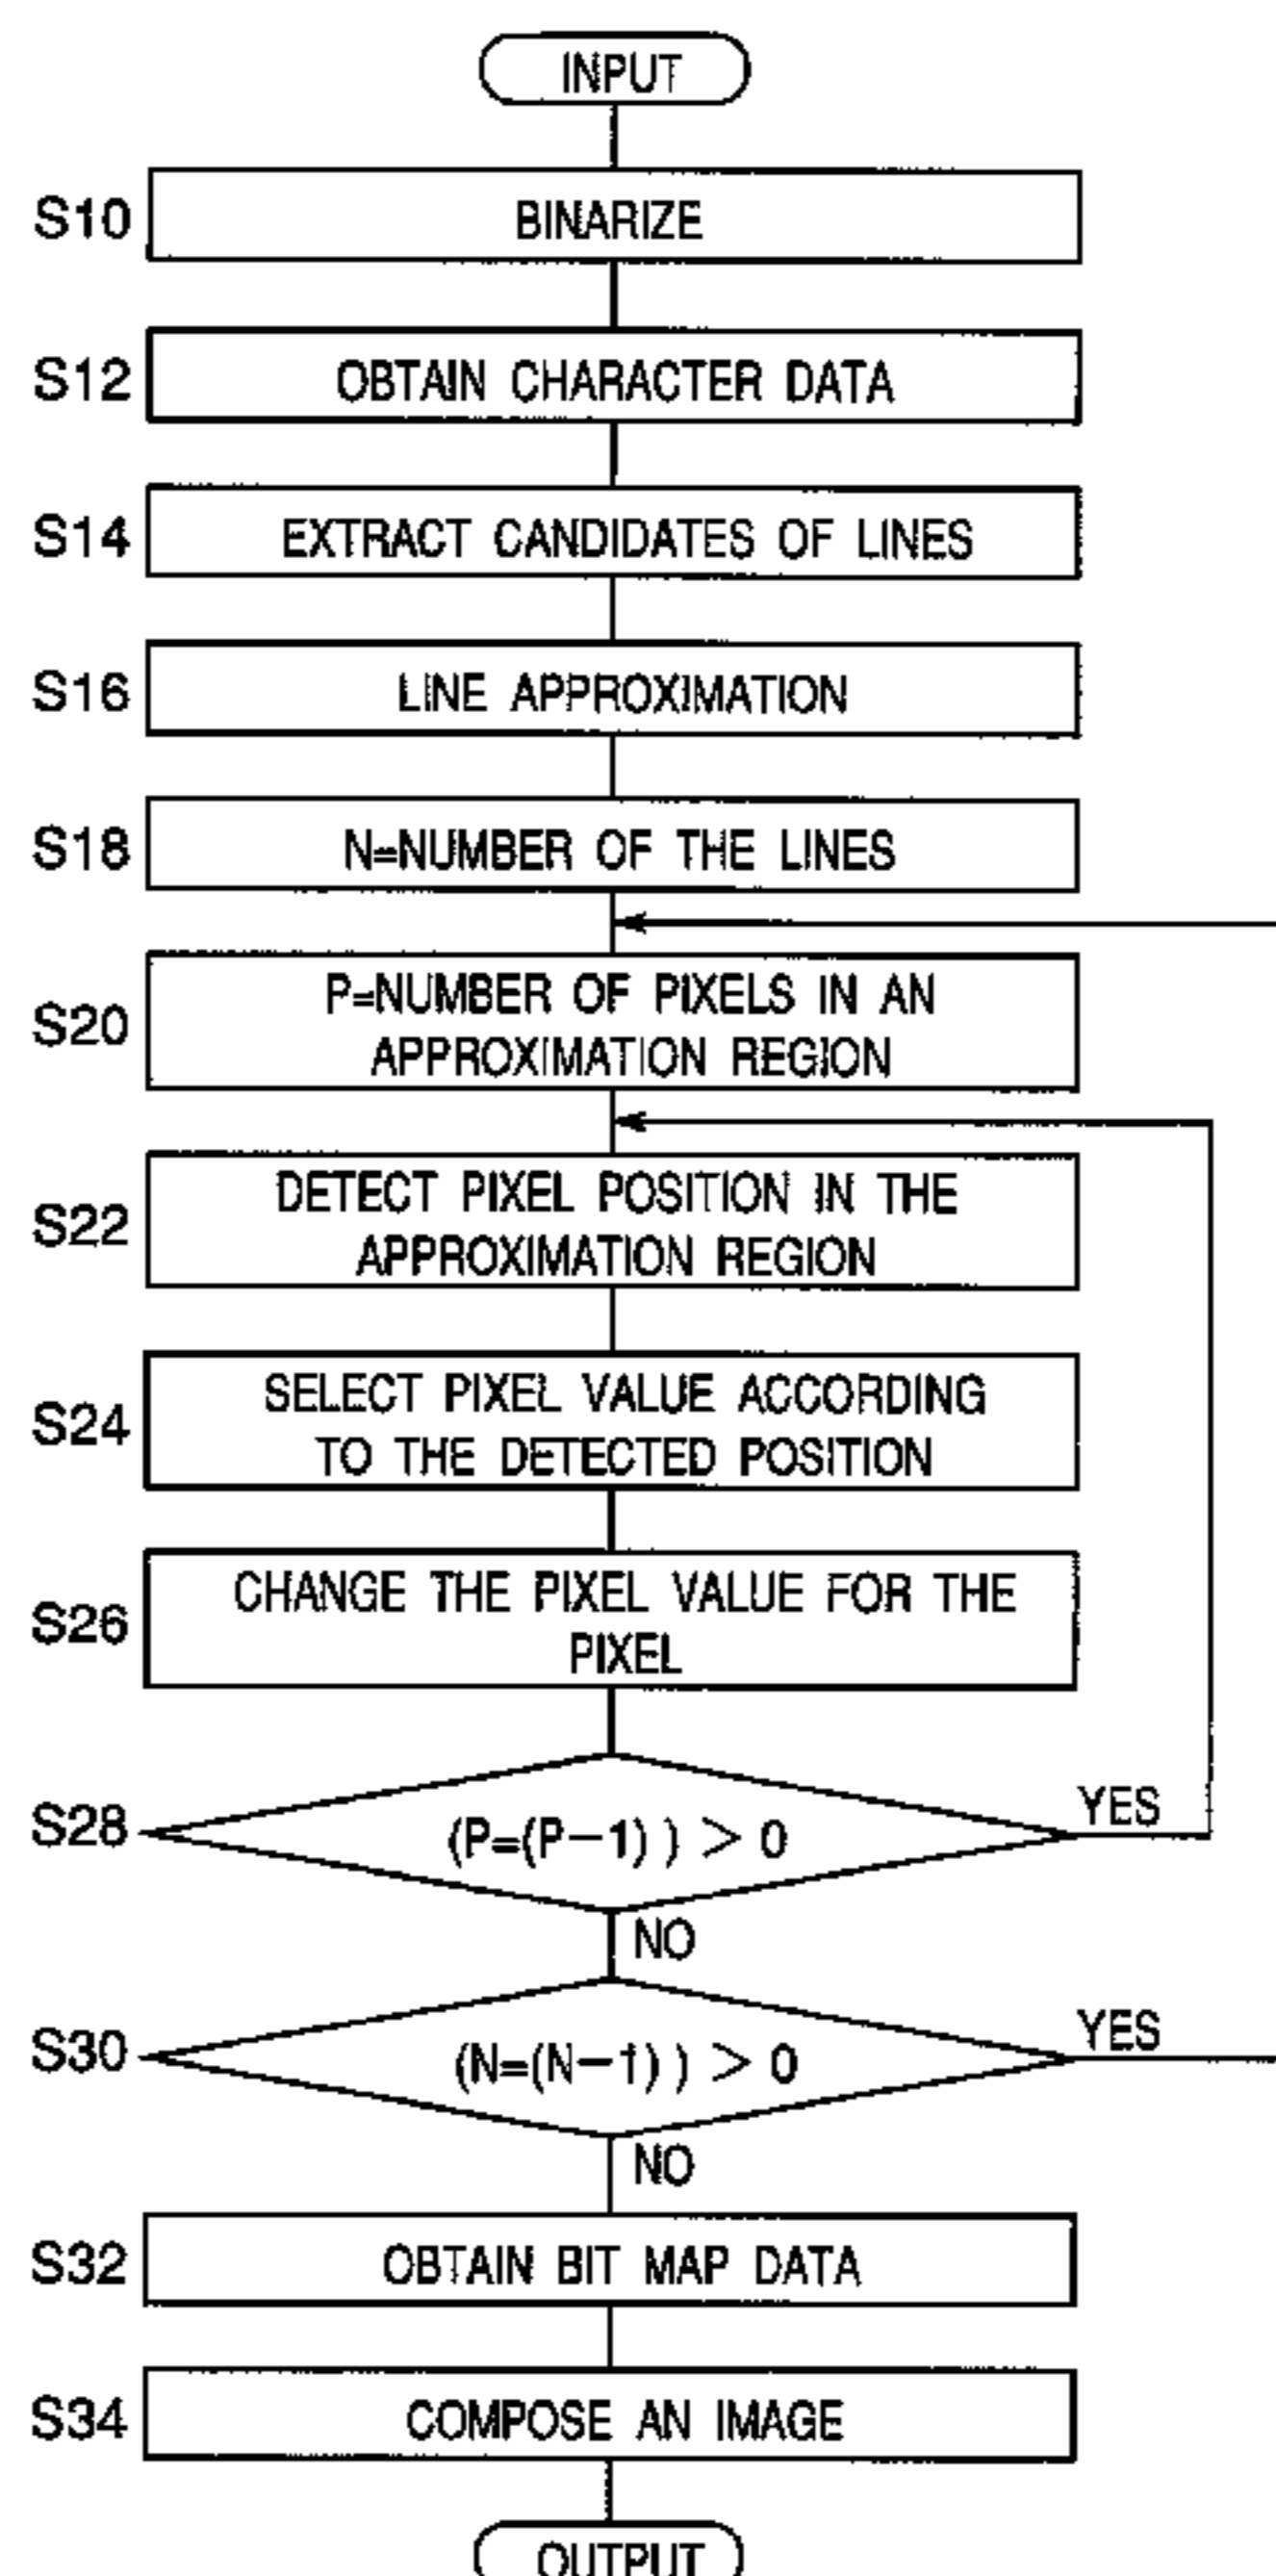 INPUT
S10 BINARIZE
S12 OBTAIN CHARACTER DATA
S14 EXTRACT CANDIDATES OF LINES
S16 LINE APPROXIMATION
S18 N=NUMBER OF THE LINES
S20 P=NUMBER OF PIXELS IN AN
APPROXIMATION REGION
S22 DETECT PIXEL POSITION IN THE
APPROXIMATION REGION
S24 SELECT PIXEL VALUE ACCORDING
TO THE DETECTED POSITION
S26 CHANGE THE PIXEL VALUE FOR THE
PIXEL
S28 (P=(P-1)) > 0 YES
NO
S30 (N=(N-1)) > 0 YES
NO
S32 OBTAIN BIT MAP DATA
S34 COMPOSE AN IMAGE
OUTPUT